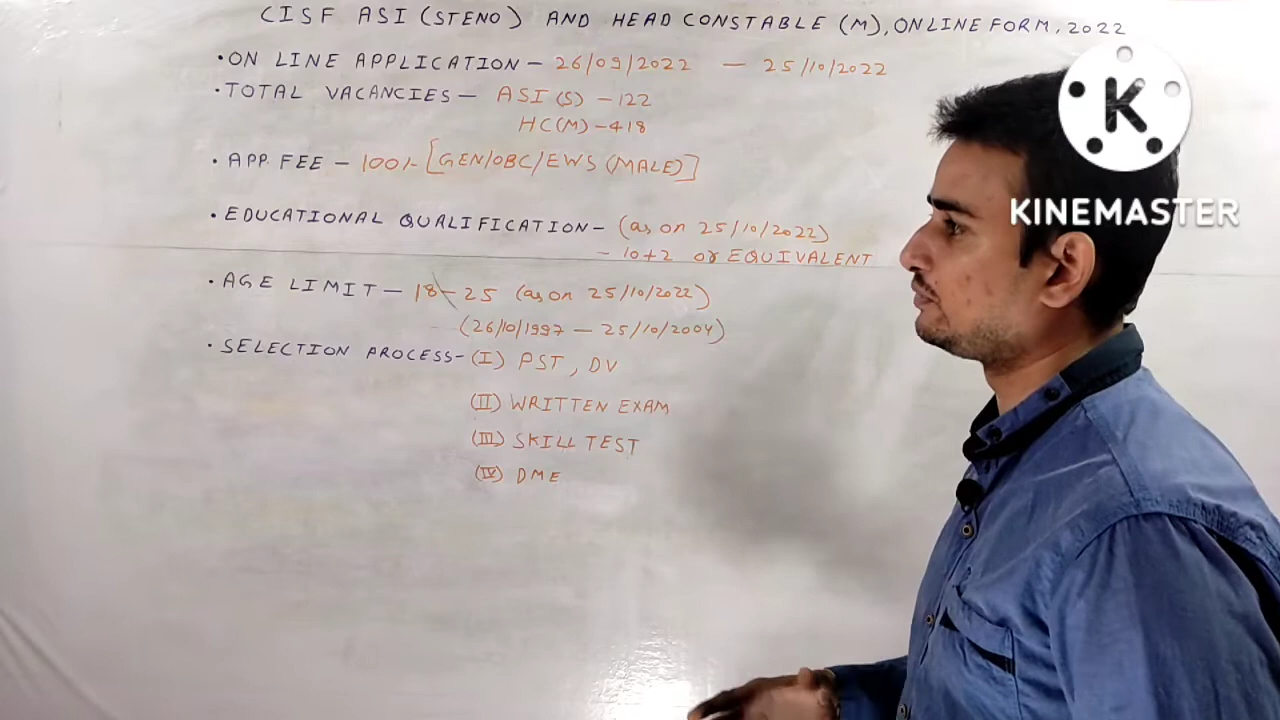 CISF ASI (STENO) AND HEAD CONSTABLE (M), ONLINE FORM, 2022
• ON LINE APPLICATION - 26/09/2022 - 25/10/2022
• TOTAL VACANCIES - ASI (S) - 122
HC(M) - 418
• APP. FEE - 100/- [GEN/OBC/EWS (MALE)]
• EDUCATIONAL QUALIFICATION - (as on 25/10/2022)
- 10+2 or EQUIVALENT
• AGE LIMIT - 18-25 (as on 25/10/2022)
(26/10/1997 - 25/10/2004)
• SELECTION PROCESS - (I) PST, DV
(II) WRITTEN EXAM
(III) SKILL TEST
(IV) DME
K
KINEMASTER